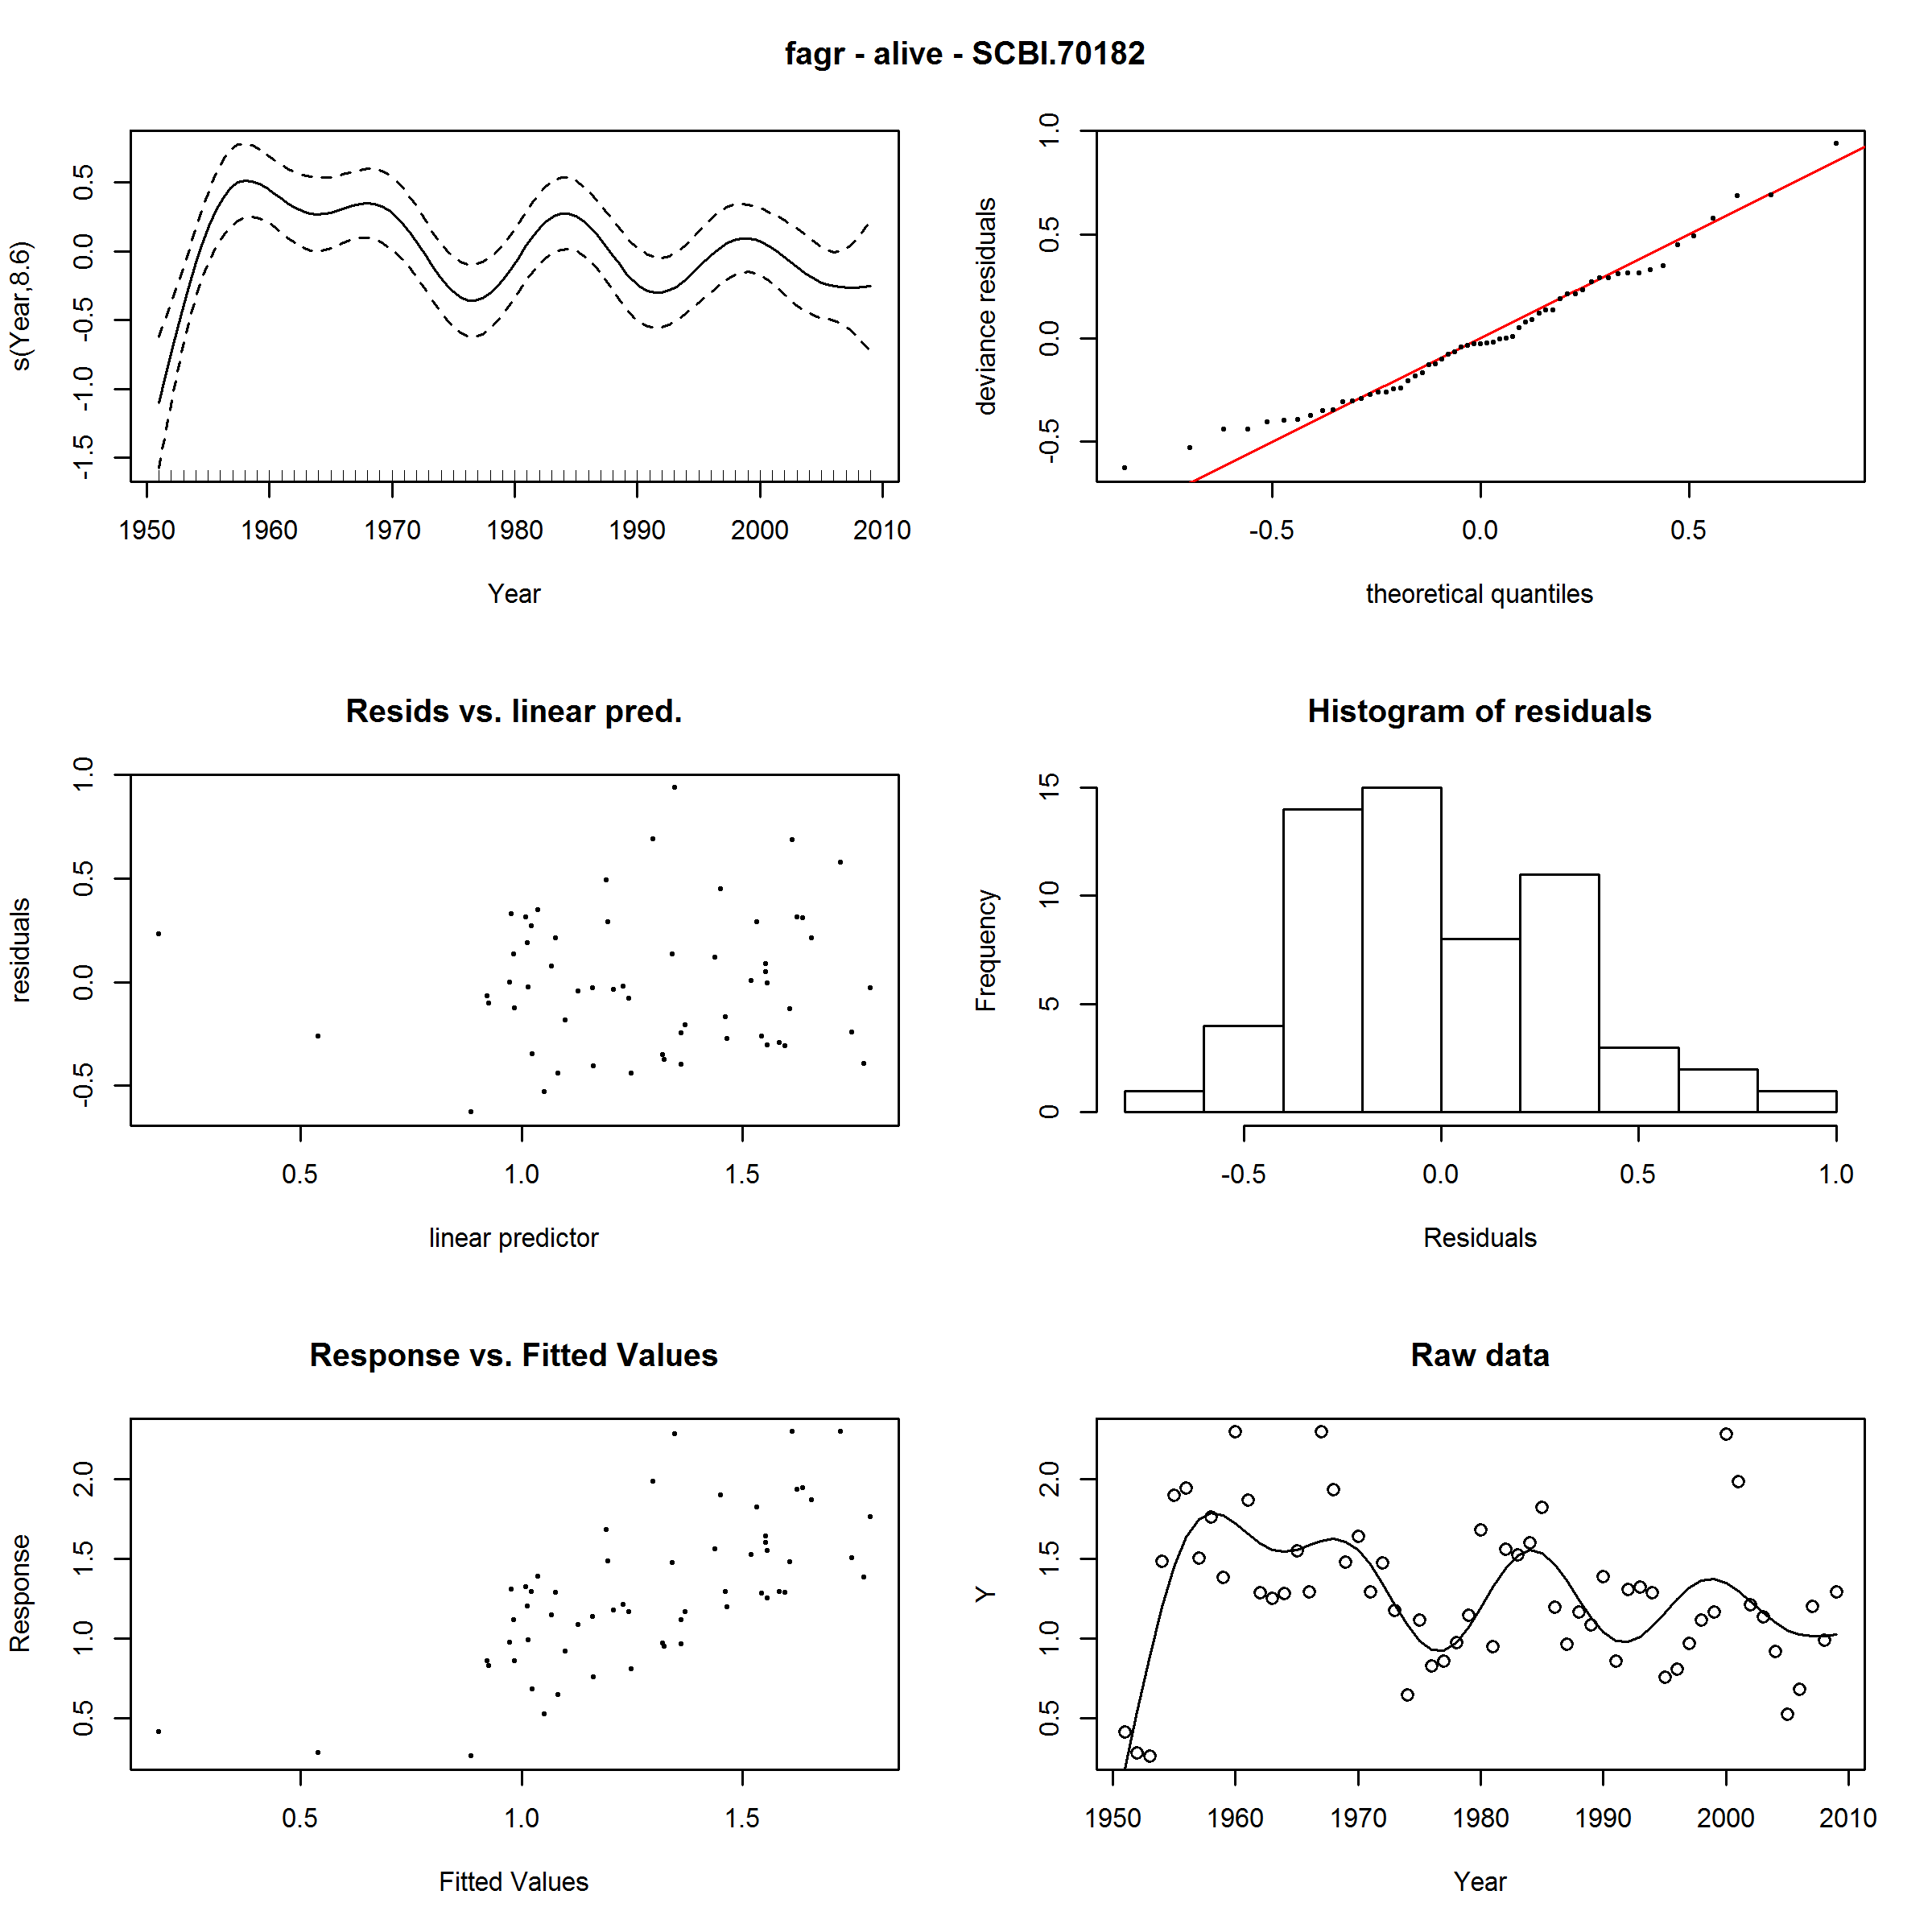 fagr - alive - SCBI.70182
s(Year,8.6)
0.5
0.0
-0.5
-1.0
-1.5
1950 1960 1970 1980 1990 2000 2010
Year
deviance residuals
1.0
0.5
0.0
-0.5
-0.5 0.0 0.5
theoretical quantiles
Resids vs. linear pred.
residuals
1.0
0.5
0.0
-0.5
0.5 1.0 1.5
linear predictor
Histogram of residuals
Frequency
15
10
5
0
-0.5 0.0 0.5 1.0
Residuals
Response vs. Fitted Values
Response
2.0
1.5
1.0
0.5
0.5 1.0 1.5
Fitted Values
Raw data
Y
2.0
1.5
1.0
0.5
1950 1960 1970 1980 1990 2000 2010
Year